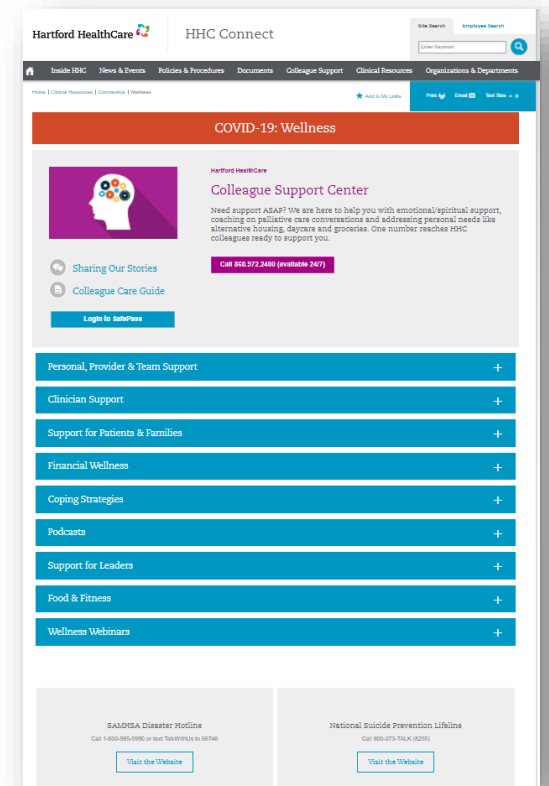 Hartford HealthCare
HHC Connect
Site Search Employee Search
Enter Keyword
Inside HHC News & Events Policies & Procedures Documents Colleague Support Clinical Resources Organizations & Departments
Home | Clinical Resources | Coronavirus | Wellness
Add to My Links
Print Email Text Size - +
COVID-19: Wellness
Hartford HealthCare
Colleague Support Center
Need support ASAP? We are here to help you with emotional/spiritual support,
coaching on palliative care conversations and addressing personal needs like
alternative housing, daycare and groceries. One number reaches HHC
colleagues ready to support you.
Call 860.972.2400 (available 24/7)
Sharing Our Stories
Colleague Care Guide
Login to SafePass
Personal, Provider & Team Support +
Clinician Support +
Support for Patients & Families +
Financial Wellness +
Coping Strategies +
Podcasts +
Support for Leaders +
Food & Fitness +
Wellness Webinars +
SAMHSA Disaster Hotline
Call 1-800-985-5990 or text TalkWithUs to 66746
Visit the Website
National Suicide Prevention Lifeline
Call 800-273-TALK (8255)
Visit the Website